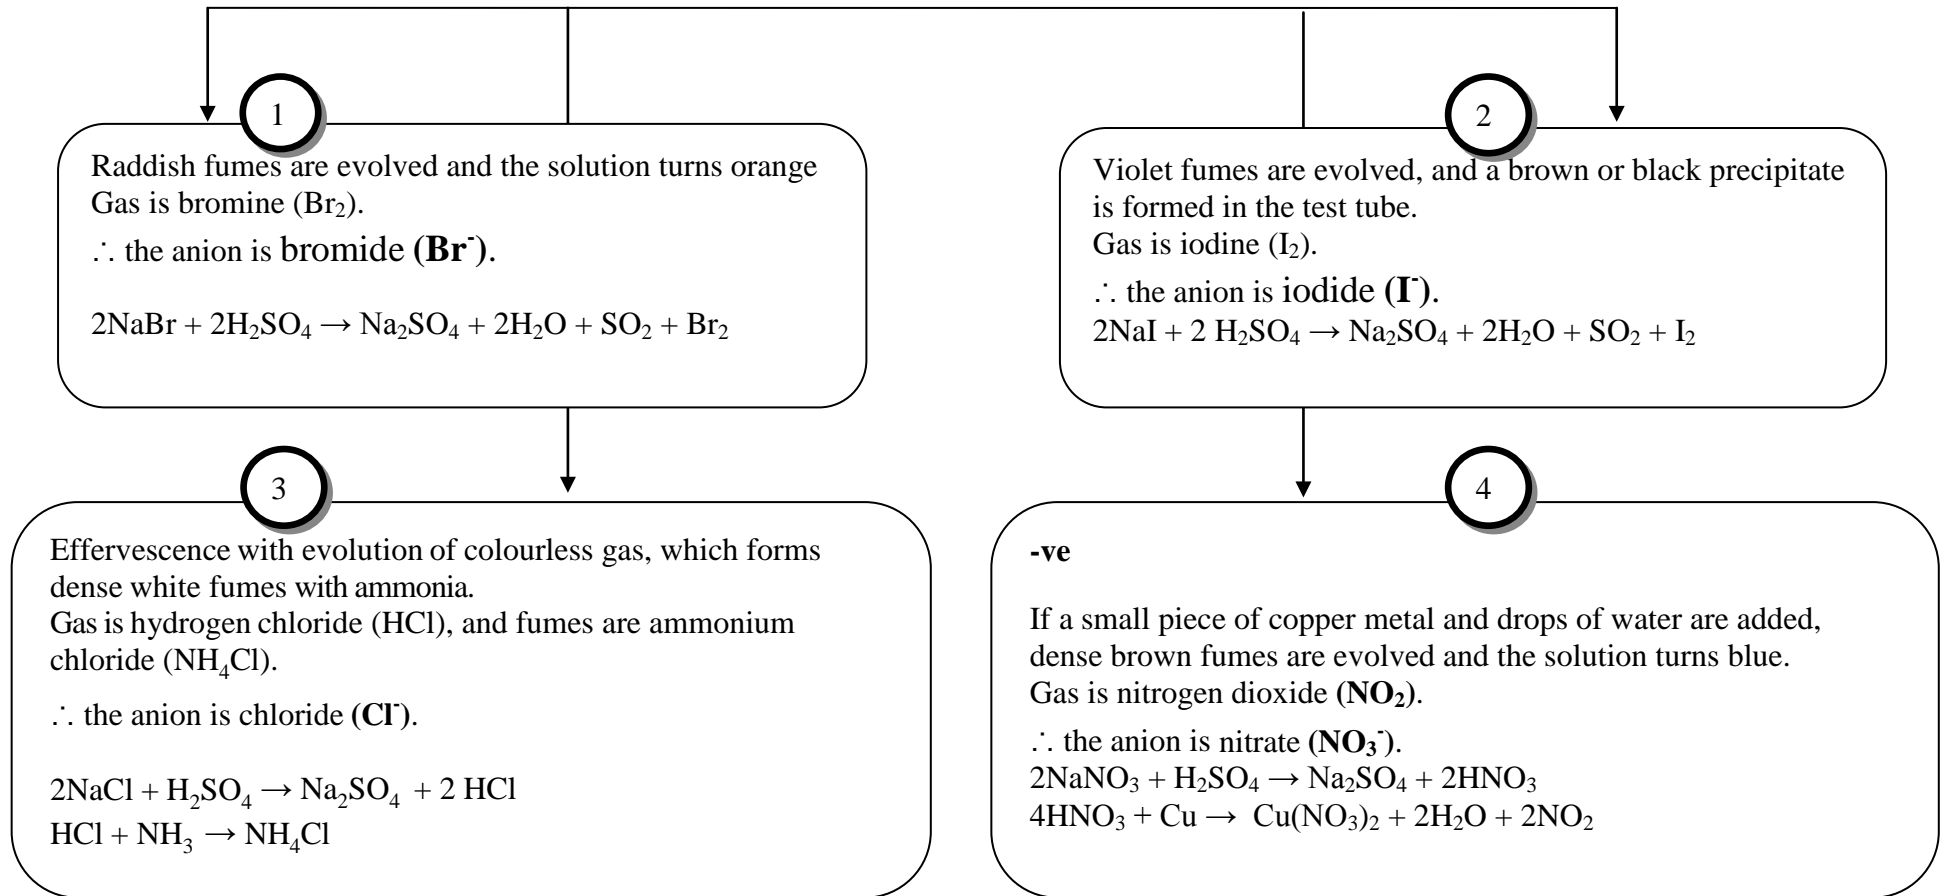 1
Raddish fumes are evolved and the solution turns orange
Gas is bromine (Br₂).
∴ the anion is bromide (Br⁻).
2NaBr + 2H₂SO₄ → Na₂SO₄ + 2H₂O + SO₂ + Br₂
2
Violet fumes are evolved, and a brown or black precipitate
is formed in the test tube.
Gas is iodine (I₂).
∴ the anion is iodide (I⁻).
2NaI + 2 H₂SO₄ → Na₂SO₄ + 2H₂O + SO₂ + I₂
3
Effervescence with evolution of colourless gas, which forms
dense white fumes with ammonia.
Gas is hydrogen chloride (HCl), and fumes are ammonium
chloride (NH₄Cl).
∴ the anion is chloride (Cl⁻).
2NaCl + H₂SO₄ → Na₂SO₄ + 2 HCl
HCl + NH₃ → NH₄Cl
4
-ve
If a small piece of copper metal and drops of water are added,
dense brown fumes are evolved and the solution turns blue.
Gas is nitrogen dioxide (NO₂).
∴ the anion is nitrate (NO₃⁻).
2NaNO₃ + H₂SO₄ → Na₂SO₄ + 2HNO₃
4HNO₃ + Cu → Cu(NO₃)₂ + 2H₂O + 2NO₂